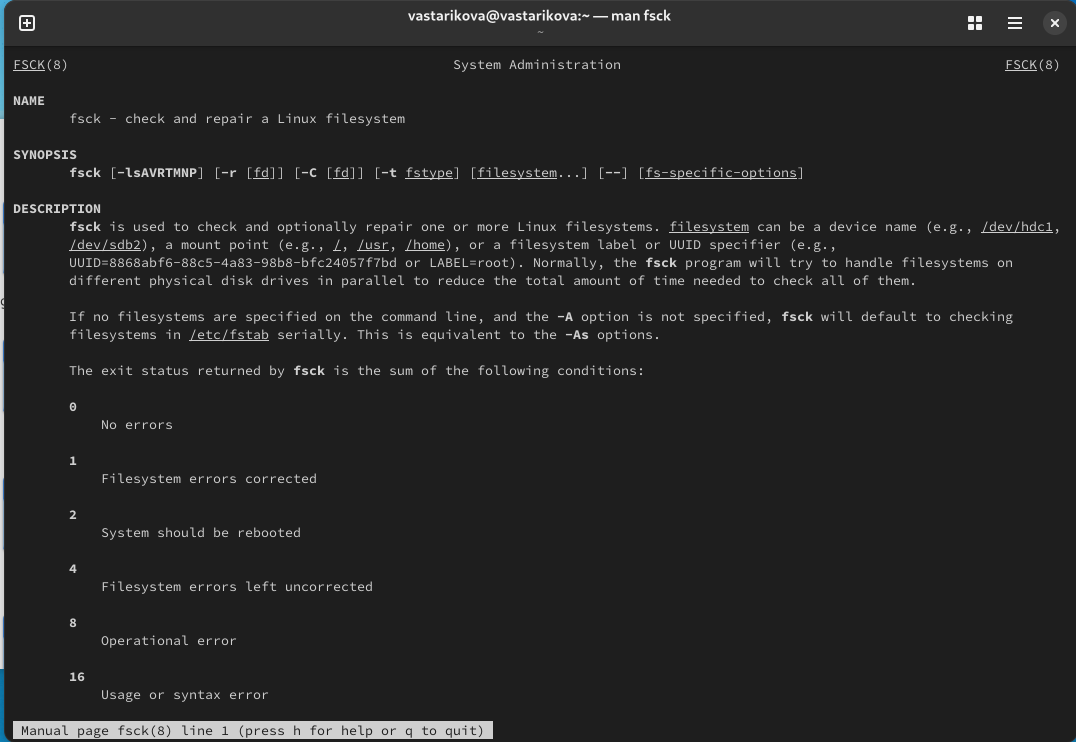 vastarikova@vastarikova:~ — man fsck
~
FSCK(8) System Administration FSCK(8)
NAME
fsck - check and repair a Linux filesystem
SYNOPSIS
fsck [-lsAVRTMNP] [-r [fd]] [-C [fd]] [-t fstype] [filesystem...] [--] [fs-specific-options]
DESCRIPTION
fsck is used to check and optionally repair one or more Linux filesystems. filesystem can be a device name (e.g., /dev/hdc1,
/dev/sdb2), a mount point (e.g., /, /usr, /home), or a filesystem label or UUID specifier (e.g.,
UUID=8868abf6-88c5-4a83-98b8-bfc24057f7bd or LABEL=root). Normally, the fsck program will try to handle filesystems on
different physical disk drives in parallel to reduce the total amount of time needed to check all of them.
If no filesystems are specified on the command line, and the -A option is not specified, fsck will default to checking
filesystems in /etc/fstab serially. This is equivalent to the -As options.
The exit status returned by fsck is the sum of the following conditions:
0
No errors
1
Filesystem errors corrected
2
System should be rebooted
4
Filesystem errors left uncorrected
8
Operational error
16
Usage or syntax error
Manual page fsck(8) line 1 (press h for help or q to quit)